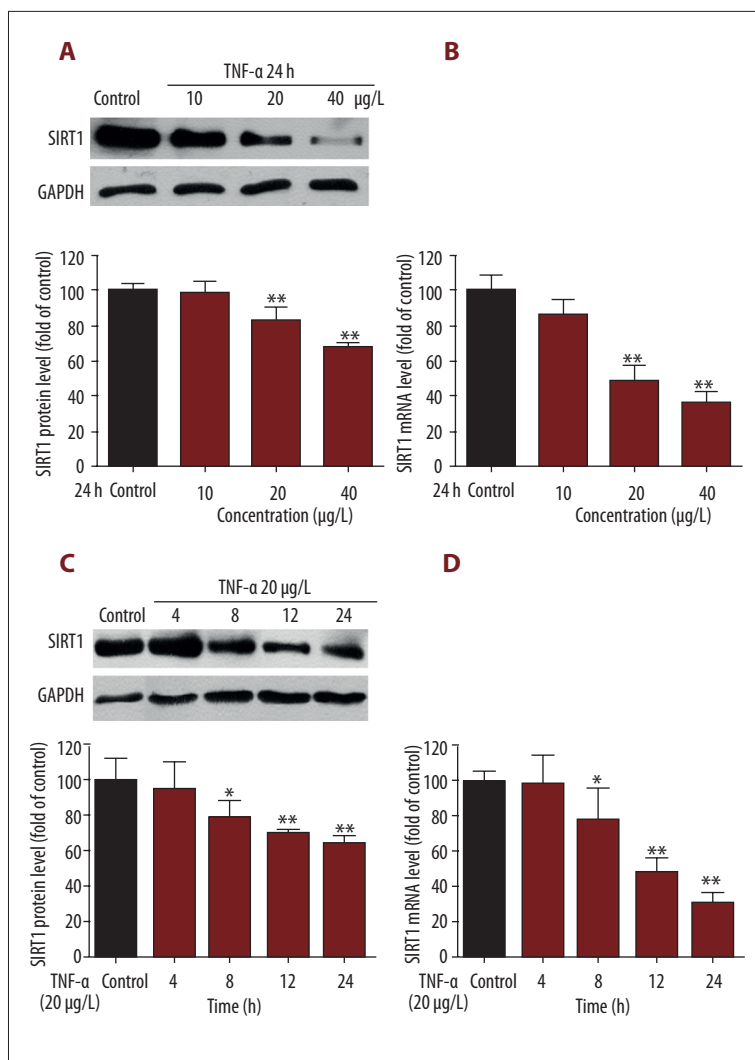 A
TNF-α 24 h
Control 10 20 40 µg/L
SIRT1
GAPDH
SIRT1 protein level (fold of control)
120
100
80
60
40
20
0
** **
24 h Control 10 20 40
Concentration (µg/L)
B
SIRT1 mRNA level (fold of control)
120
100
80
60
40
20
0
** **
24 h Control 10 20 40
Concentration (µg/L)
C
TNF-α 20 µg/L
Control 4 8 12 24
SIRT1
GAPDH
SIRT1 protein level (fold of control)
120
100
80
60
40
20
0
* ** **
TNF-α Control 4 8 12 24
(20 µg/L) Time (h)
D
SIRT1 mRNA level (fold of control)
120
100
80
60
40
20
0
* ** **
TNF-α Control 4 8 12 24
(20 µg/L) Time (h)